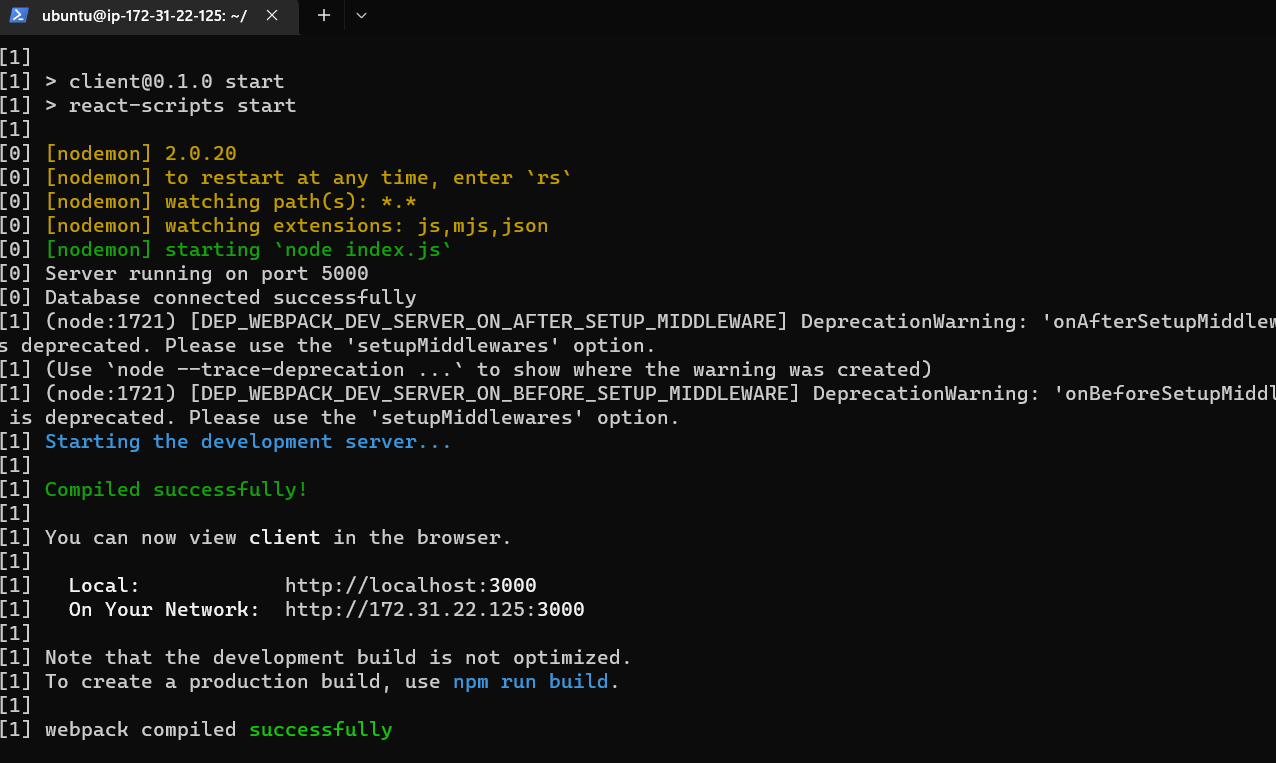 ubuntu@ip-172-31-22-125: ~/
[1]
[1] > client@0.1.0 start
[1] > react-scripts start
[1]
[0] [nodemon] 2.0.20
[0] [nodemon] to restart at any time, enter `rs`
[0] [nodemon] watching path(s): *.*
[0] [nodemon] watching extensions: js,mjs,json
[0] [nodemon] starting `node index.js`
[0] Server running on port 5000
[0] Database connected successfully
[1] (node:1721) [DEP_WEBPACK_DEV_SERVER_ON_AFTER_SETUP_MIDDLEWARE] DeprecationWarning: 'onAfterSetupMiddlew
s deprecated. Please use the 'setupMiddlewares' option.
[1] (Use `node --trace-deprecation ...` to show where the warning was created)
[1] (node:1721) [DEP_WEBPACK_DEV_SERVER_ON_BEFORE_SETUP_MIDDLEWARE] DeprecationWarning: 'onBeforeSetupMiddl
is deprecated. Please use the 'setupMiddlewares' option.
[1] Starting the development server...
[1]
[1] Compiled successfully!
[1]
[1] You can now view client in the browser.
[1]
[1]   Local:            http://localhost:3000
[1]   On Your Network:  http://172.31.22.125:3000
[1]
[1] Note that the development build is not optimized.
[1] To create a production build, use npm run build.
[1]
[1] webpack compiled successfully